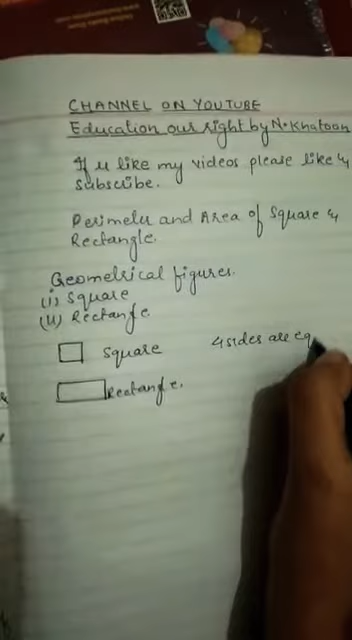 CHANNEL ON YOUTUBE
Education our right by N. Khatoon
If u like my videos please like &
subscribe.
Perimeter and Area of Square &
Rectangle.
Geometrical figures.
(i) Square
(ii) Rectangle.
Square 4 sides are eq
Rectangle.